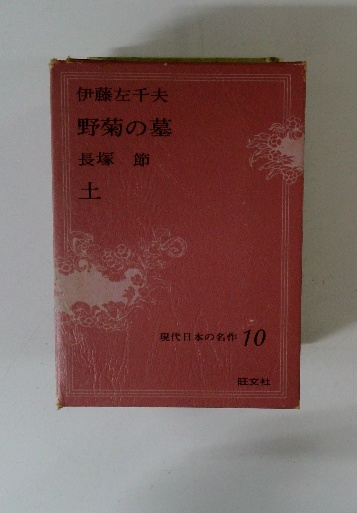 伊藤左千夫
野菊の墓
長塚 節
土
現代日本の名作 10
旺文社